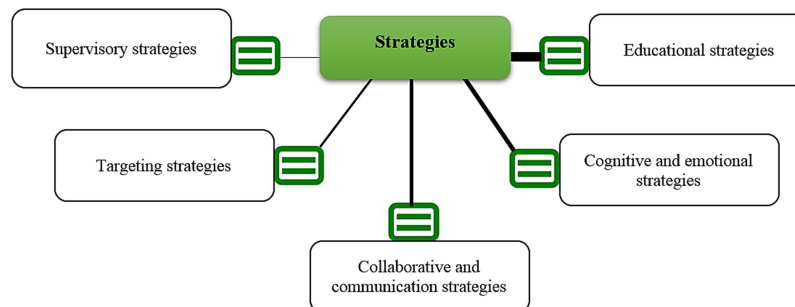 Strategies
Supervisory strategies
Educational strategies
Targeting strategies
Cognitive and emotional
strategies
Collaborative and
communication strategies